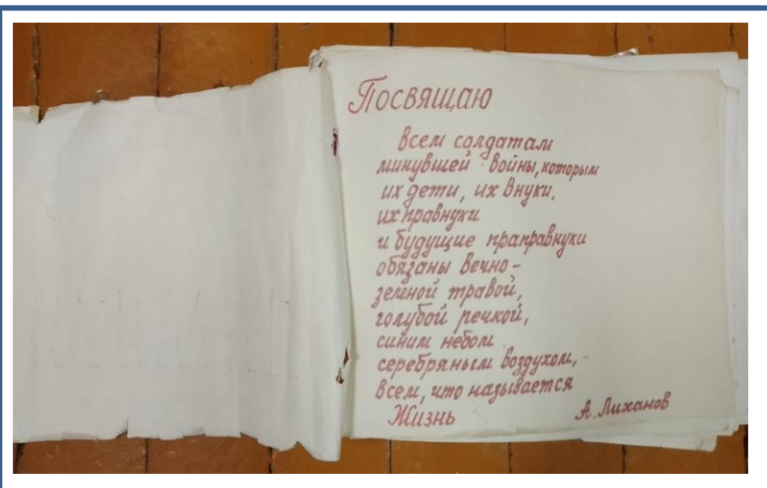 Посвящаю
Всем солдатам
минувшей войны, которым
их дети, их внуки,
их правнуки
и будущие праправнуки
обязаны вечно-
зеленой травой,
голубой речкой,
синим небом
серебряным воздухом, -
всем, что называется
Жизнь
А. Лиханов